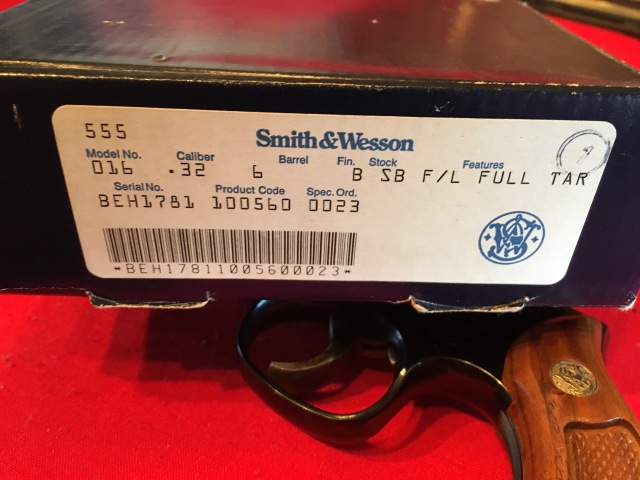 555
Smith & Wesson
Model No. Caliber Barrel Fin. Stock Features
016 .32 6 B SB F/L FULL TAR
Serial No. Product Code Spec. Ord.
BEH1781 100560 0023
*BEH17811005600023*
9